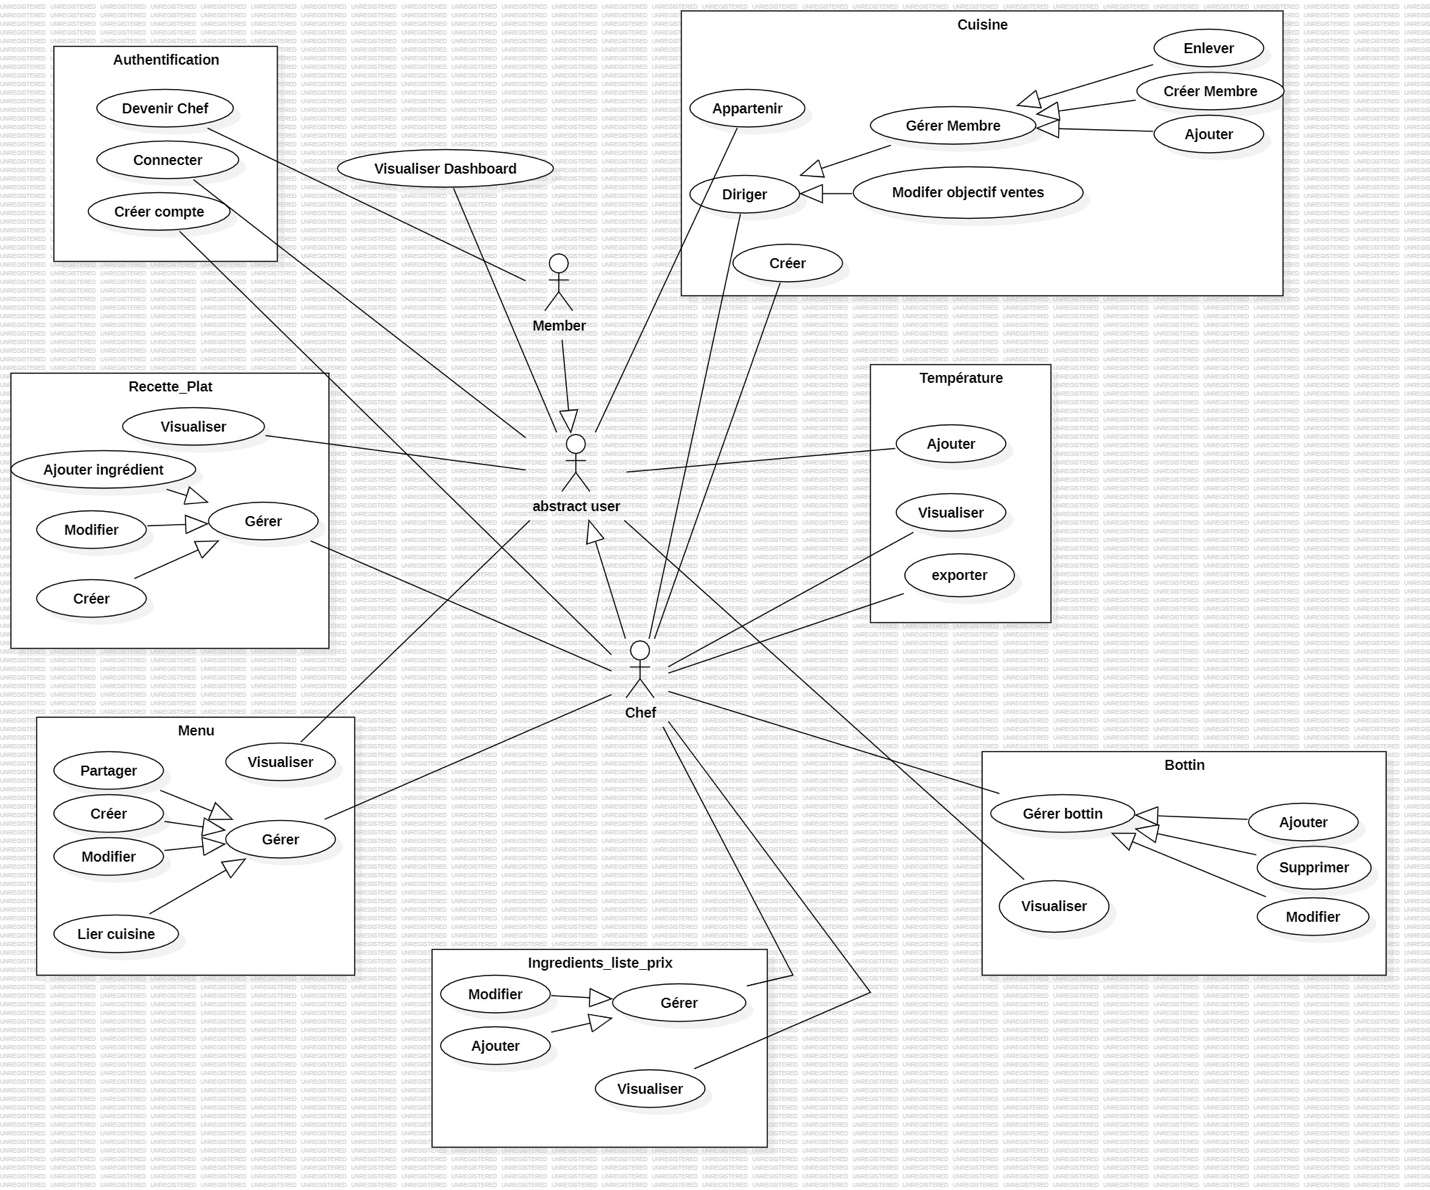 Authentification
Devenir Chef
Connecter
Créer compte
Visualiser Dashboard
Member
Cuisine
Enlever
Créer Membre
Ajouter
Appartenir
Gérer Membre
Diriger
Modifer objectif ventes
Créer
Recette_Plat
Visualiser
Ajouter ingrédient
Modifier
Gérer
Créer
abstract user
Température
Ajouter
Visualiser
exporter
Chef
Menu
Partager
Visualiser
Créer
Gérer
Modifier
Lier cuisine
Bottin
Gérer bottin
Ajouter
Supprimer
Visualiser
Modifier
Ingredients_liste_prix
Modifier
Gérer
Ajouter
Visualiser
UNREGISTERED